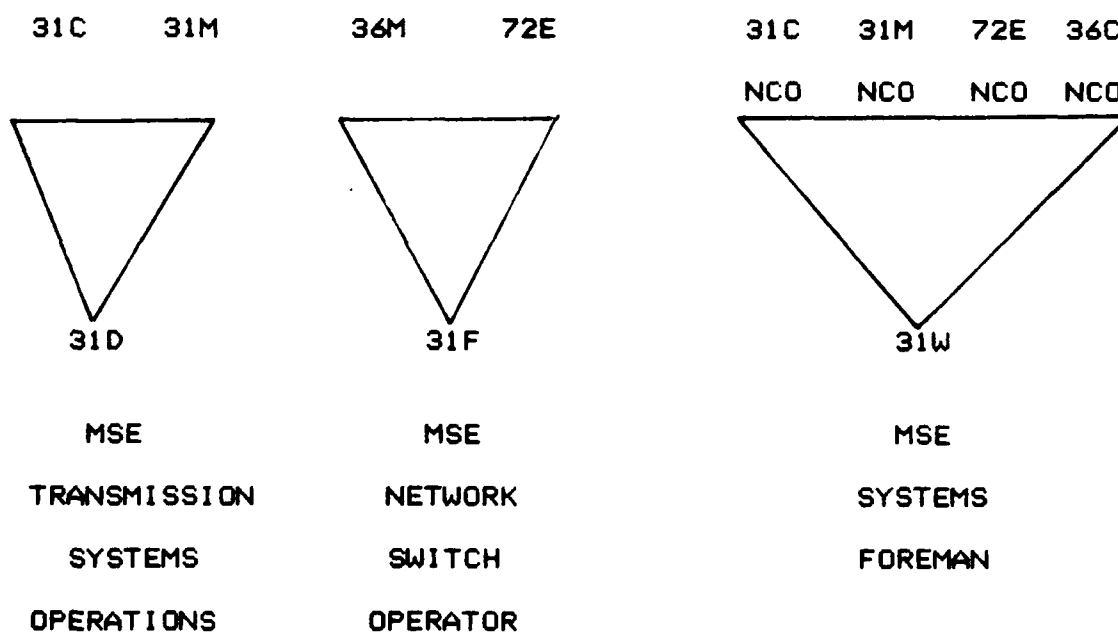 31C 31M 36M 72E 31C 31M 72E 36C
NCO NCO NCO NCO
31D 31F 31W
MSE MSE MSE
TRANSMISSION NETWORK SYSTEMS
SYSTEMS SWITCH FOREMAN
OPERATIONS OPERATOR